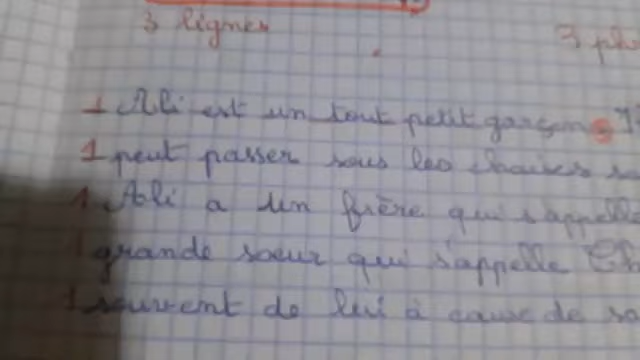 3 lignes
3
1 Ali est un tout petit garçon.
1 peut passer sous les chaises
1 Ali a un frère qui s'appelle
1 grande sœur qui s'appelle
1 souvent de lui à cause de